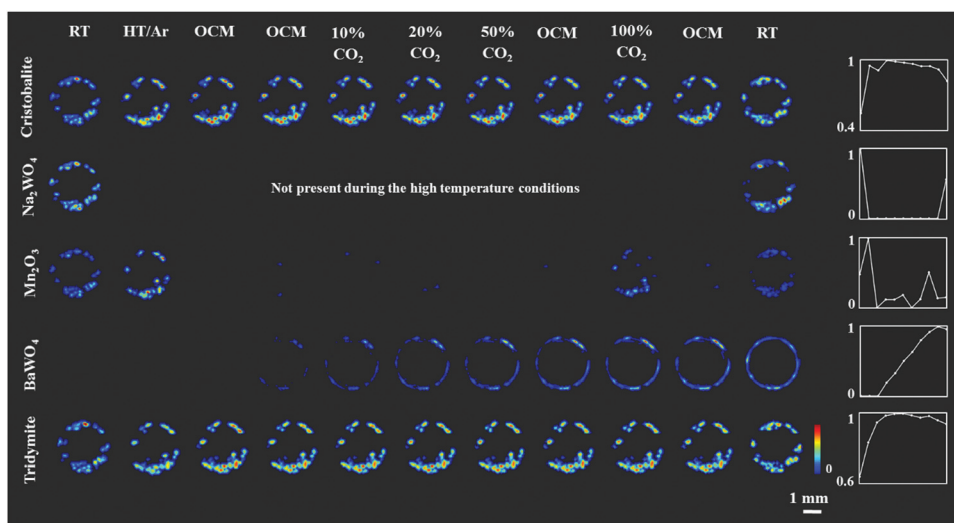 RT HT/Ar OCM OCM 10% CO₂ 20% CO₂ 50% CO₂ OCM 100% CO₂ OCM RT
Cristobalite
1
0.4
Na₂WO₄
Not present during the high temperature conditions
1
0
Mn₂O₃
1
0
BaWO₄
1
0
Tridymite
0
1
0.6
1 mm